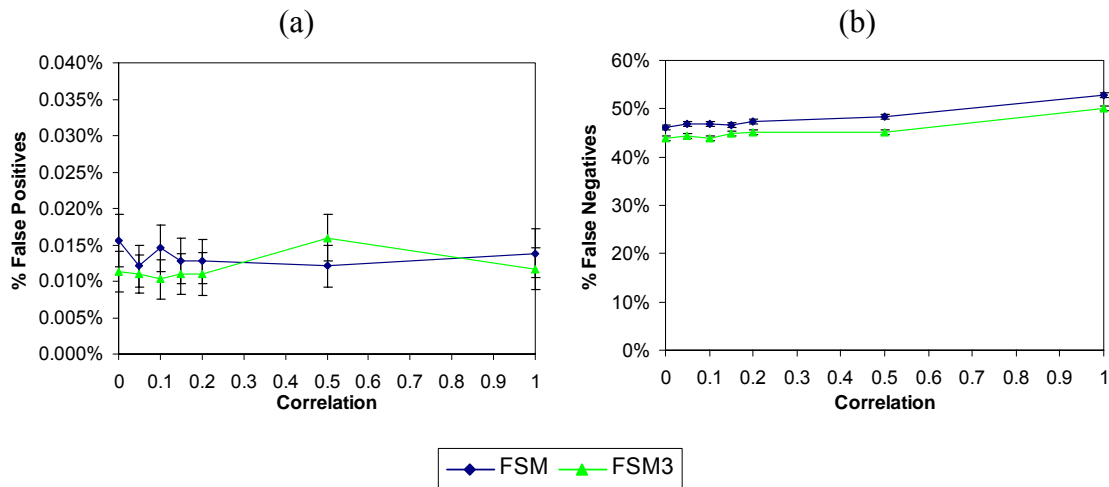 (a)
0.040%
0.035%
0.030%
0.025%
0.020%
0.015%
0.010%
0.005%
0.000%
% False Positives
0 0.1 0.2 0.3 0.4 0.5 0.6 0.7 0.8 0.9 1
Correlation
(b)
60%
50%
40%
30%
20%
10%
0%
% False Negatives
0 0.1 0.2 0.3 0.4 0.5 0.6 0.7 0.8 0.9 1
Correlation
FSM FSM3